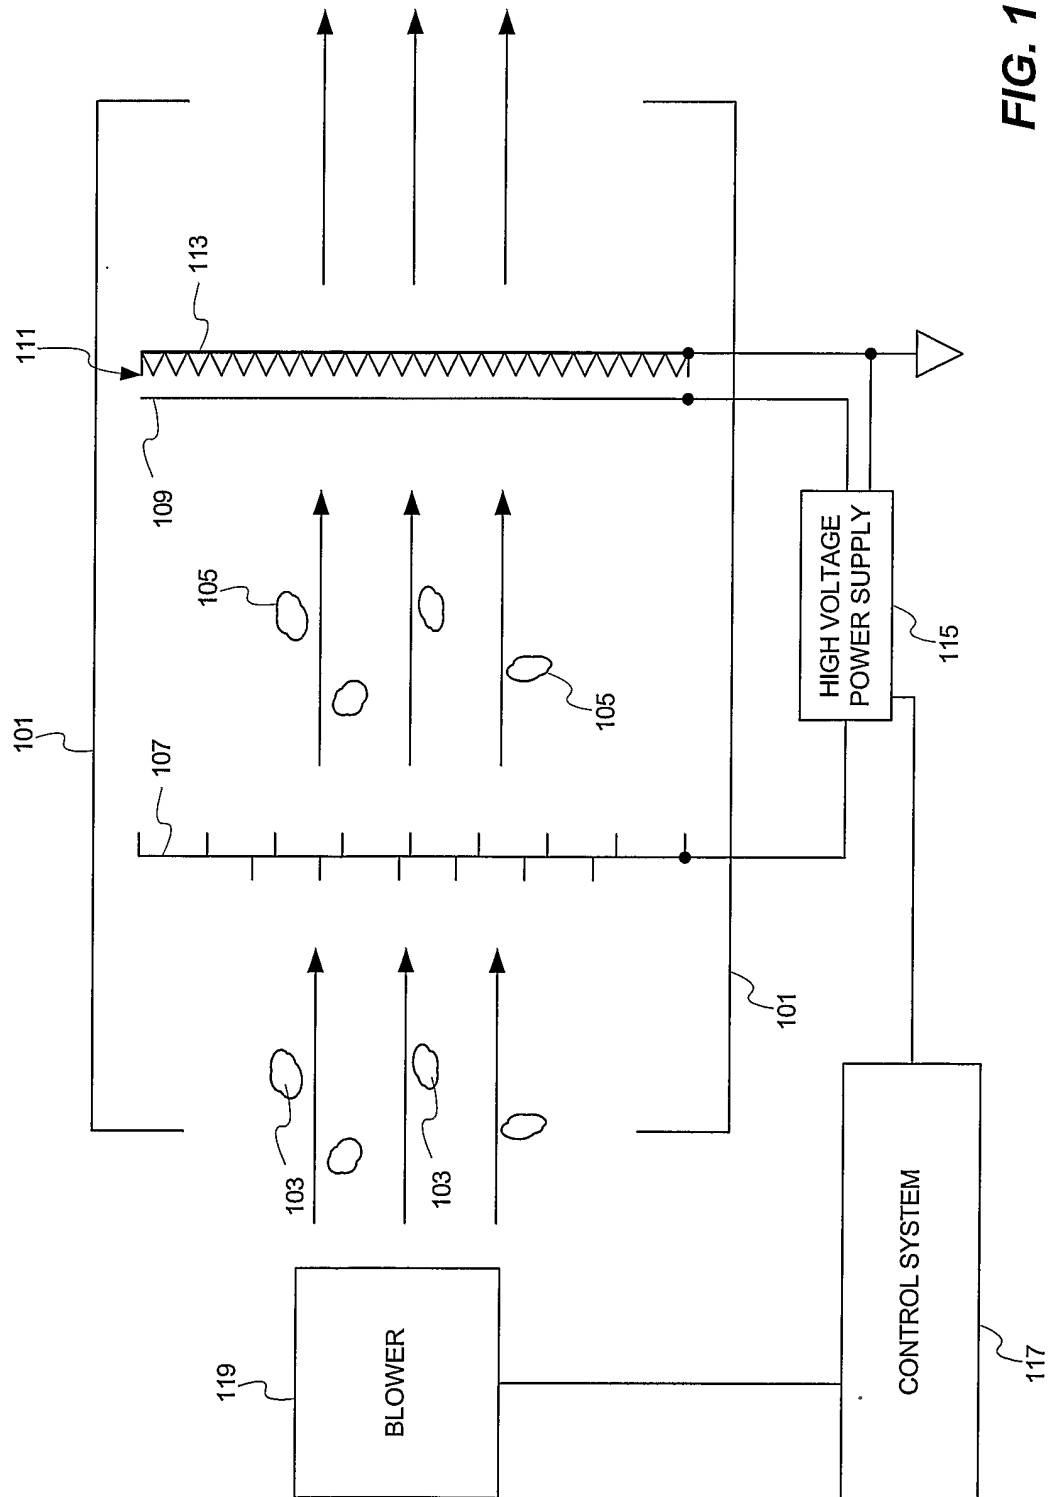 101
107
105
109
111
113
103
103
105
101
119
BLOWER
CONTROL SYSTEM
117
HIGH VOLTAGE
POWER SUPPLY
115
FIG. 1